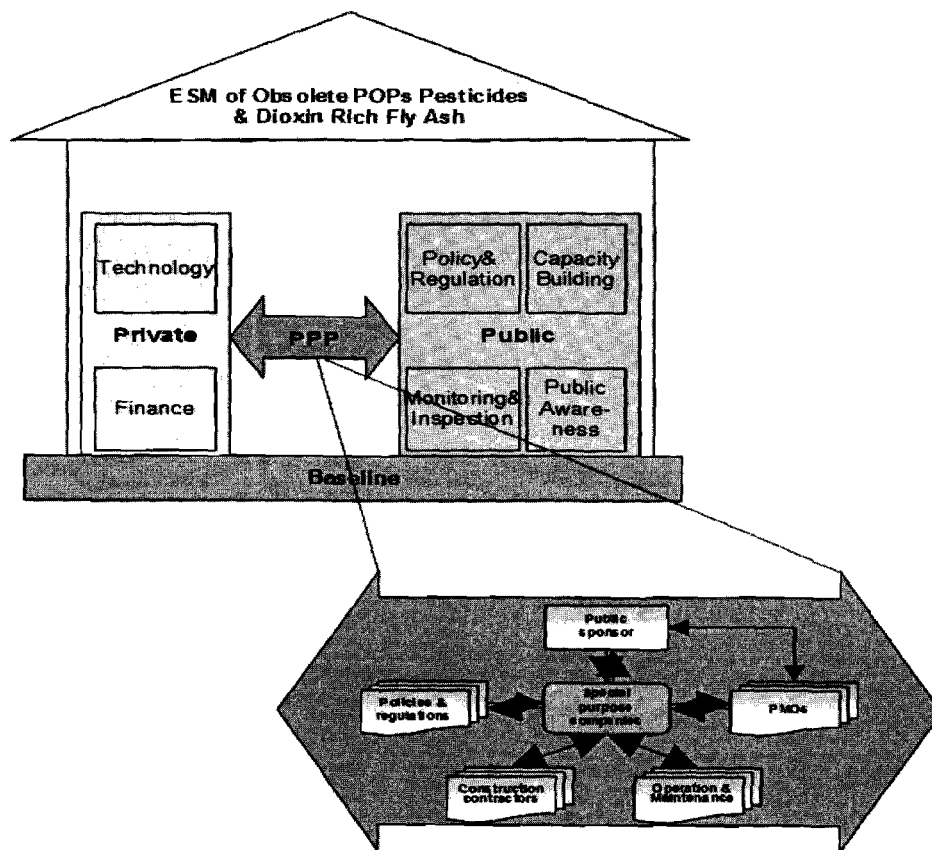 ESM of Obsolete POPs Pesticides
& Dioxin Rich Fly Ash
Technology
Private
Finance
PPP
Policy&
Regulation
Capacity
Building
Public
Monitoring&
Inspection
Public
Aware-
ness
Baseline
Public
sponsor
Policies &
regulations
Special
purpose
companies
PMOs
Construction
contractors
Operation &
Maintenance